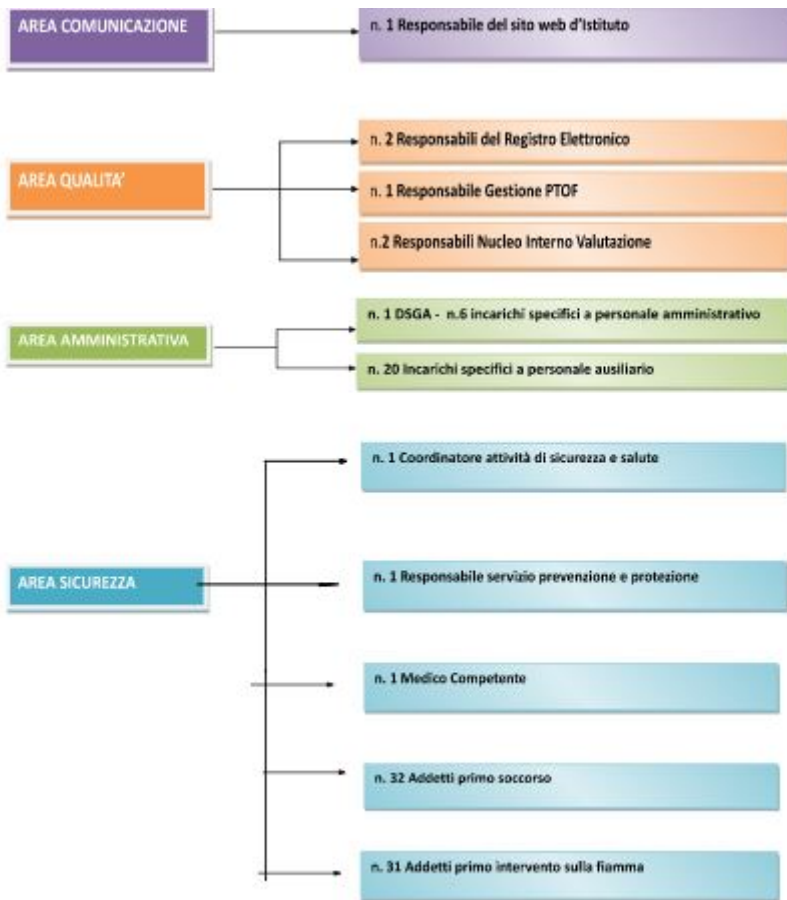 AREA COMUNICAZIONE
n. 1 Responsabile del sito web d'Istituto
n. 2 Responsabili del Registro Elettronico
AREA QUALITA'
n. 1 Responsabile Gestione PTOF
n.2 Responsabili Nucleo Interno Valutazione
n. 1 DSGA - n.6 incarichi specifici a personale amministrativo
AREA AMMINISTRATIVA
n. 20 Incarichi specifici a personale ausiliario
n. 1 Coordinatore attività di sicurezza e salute
AREA SICUREZZA
n. 1 Responsabile servizio prevenzione e protezione
n. 1 Medico Competente
n. 32 Addetti primo soccorso
n. 31 Addetti primo intervento sulla fiamma